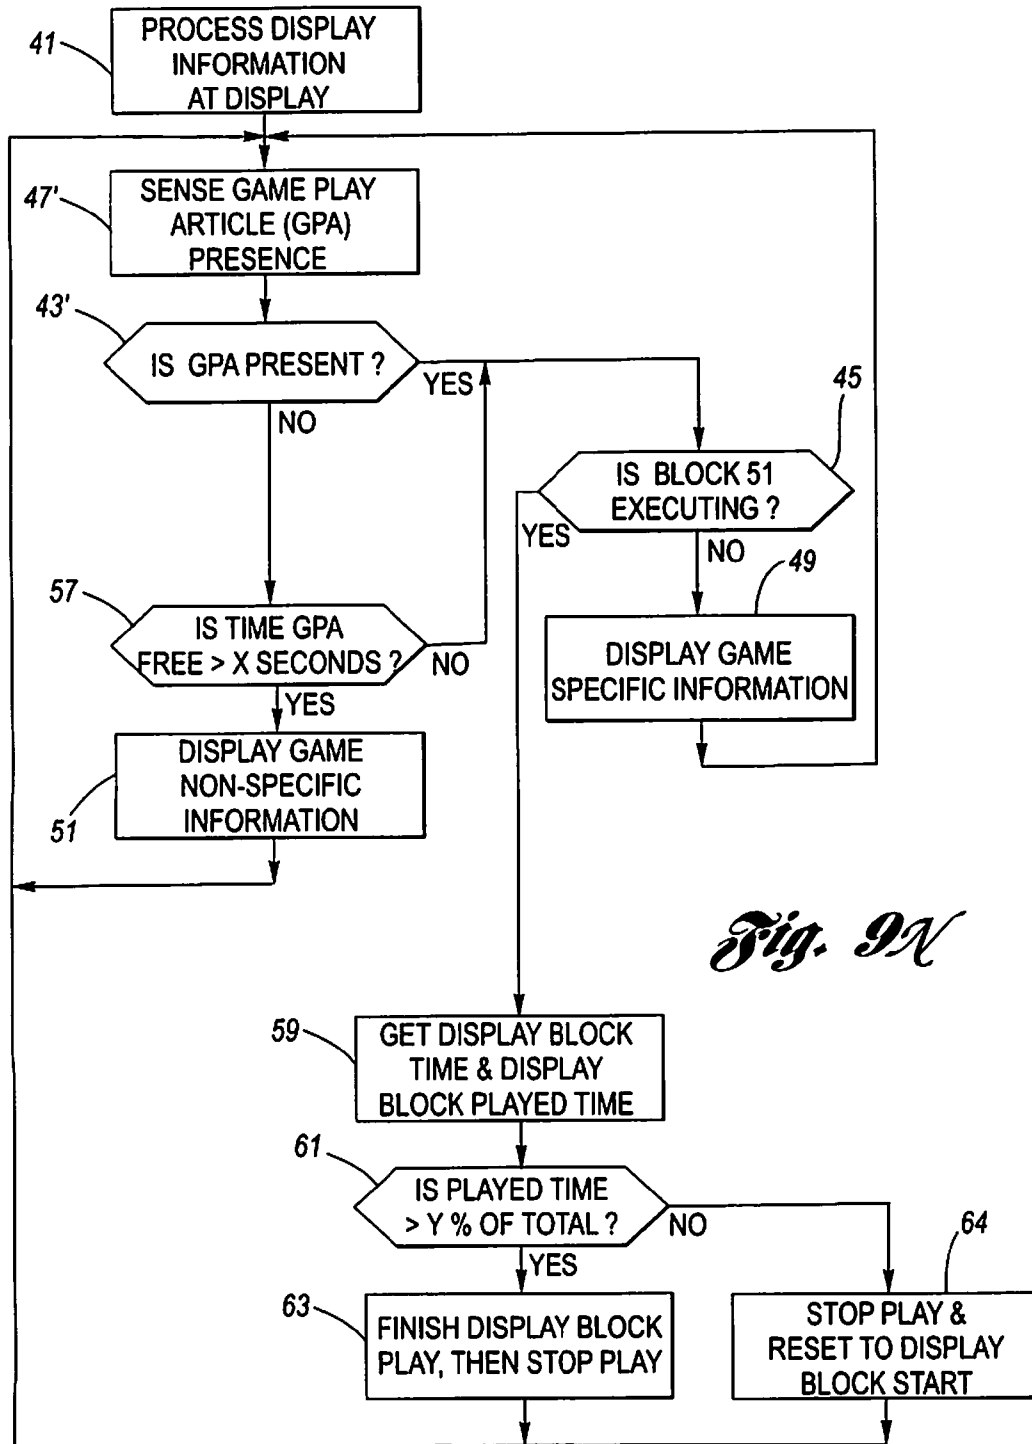 41
PROCESS DISPLAY
INFORMATION
AT DISPLAY
47'
SENSE GAME PLAY
ARTICLE (GPA)
PRESENCE
43'
IS GPA PRESENT ?
YES
NO
45
IS BLOCK 51
EXECUTING ?
YES
NO
57
IS TIME GPA
FREE > X SECONDS ?
NO
YES
49
DISPLAY GAME
SPECIFIC INFORMATION
51
DISPLAY GAME
NON-SPECIFIC
INFORMATION
Fig. 9X
59
GET DISPLAY BLOCK
TIME & DISPLAY
BLOCK PLAYED TIME
61
IS PLAYED TIME
> Y % OF TOTAL ?
NO
YES
63
FINISH DISPLAY BLOCK
PLAY, THEN STOP PLAY
64
STOP PLAY &
RESET TO DISPLAY
BLOCK START